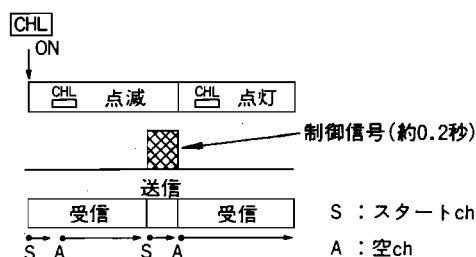 CHL
ON
CHL 点滅 CHL 点灯
制御信号(約0.2秒)
送信
受信 受信
S:スタートch
S A S A
A:空ch